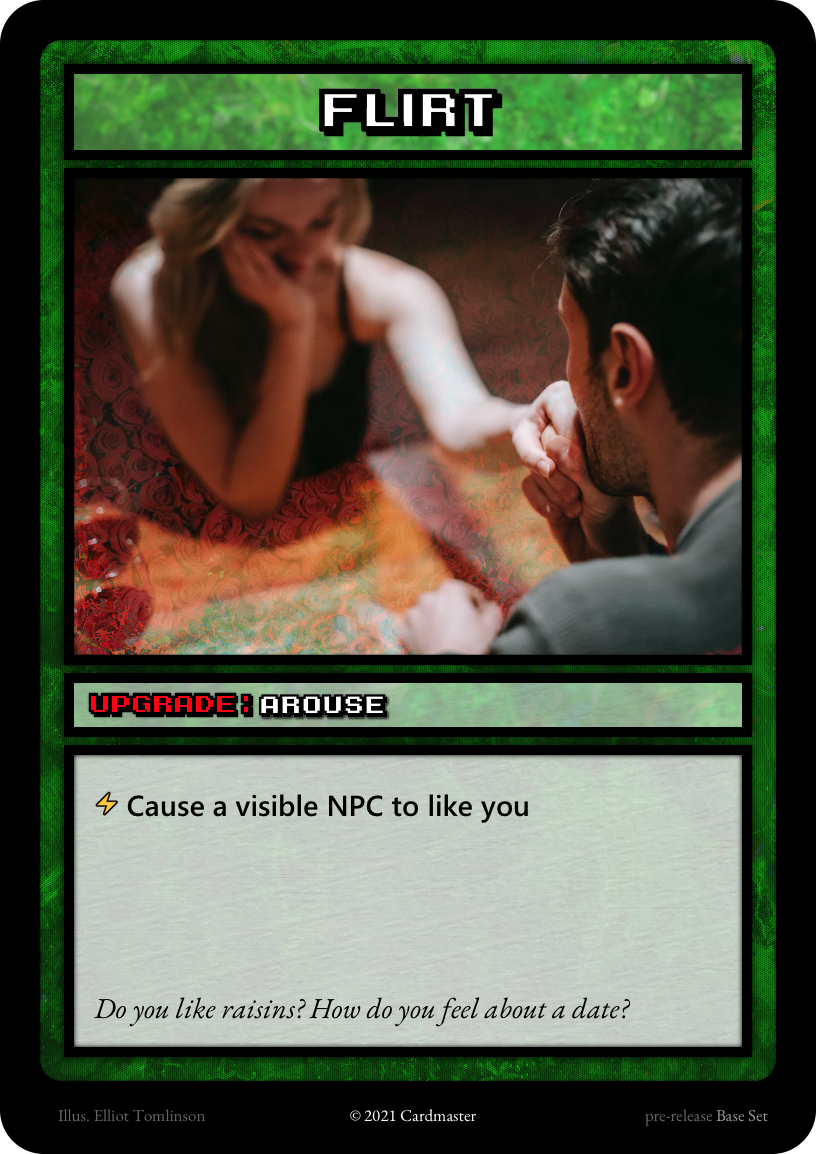 FLIRT
UPGRADE: AROUSE
⚡ Cause a visible NPC to like you
Do you like raisins? How do you feel about a date?
Illus. Elliot Tomlinson © 2021 Cardmaster pre-release Base Set